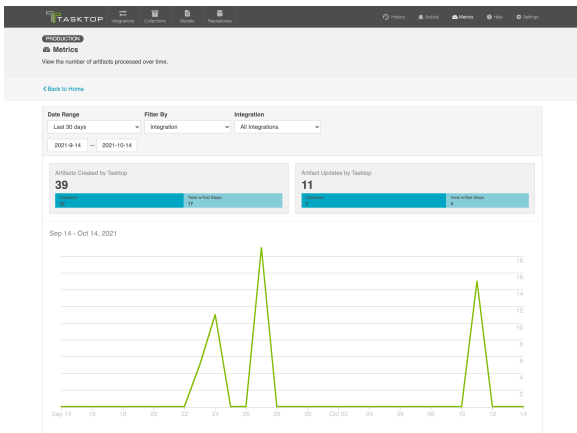 TASKTOP
Integrations Collections Models Repositories History Activity Metrics Help Settings
PRODUCTION
Metrics
View the number of artifacts processed over time.
Back to Home
Date Range Filter By Integration
Last 30 days Integration All Integrations
2021-9-14 – 2021-10-14
Artifacts Created by Tasktop Artifact Updates by Tasktop
39 11
Tests w/Test Steps Tests w/Test Steps
17
Sep 14 - Oct 14, 2021
18
16
14
12
10
8
6
4
2
Sep 14 16 18 20 22 24 26 28 30 Oct 02 04 06 08 10 12 14